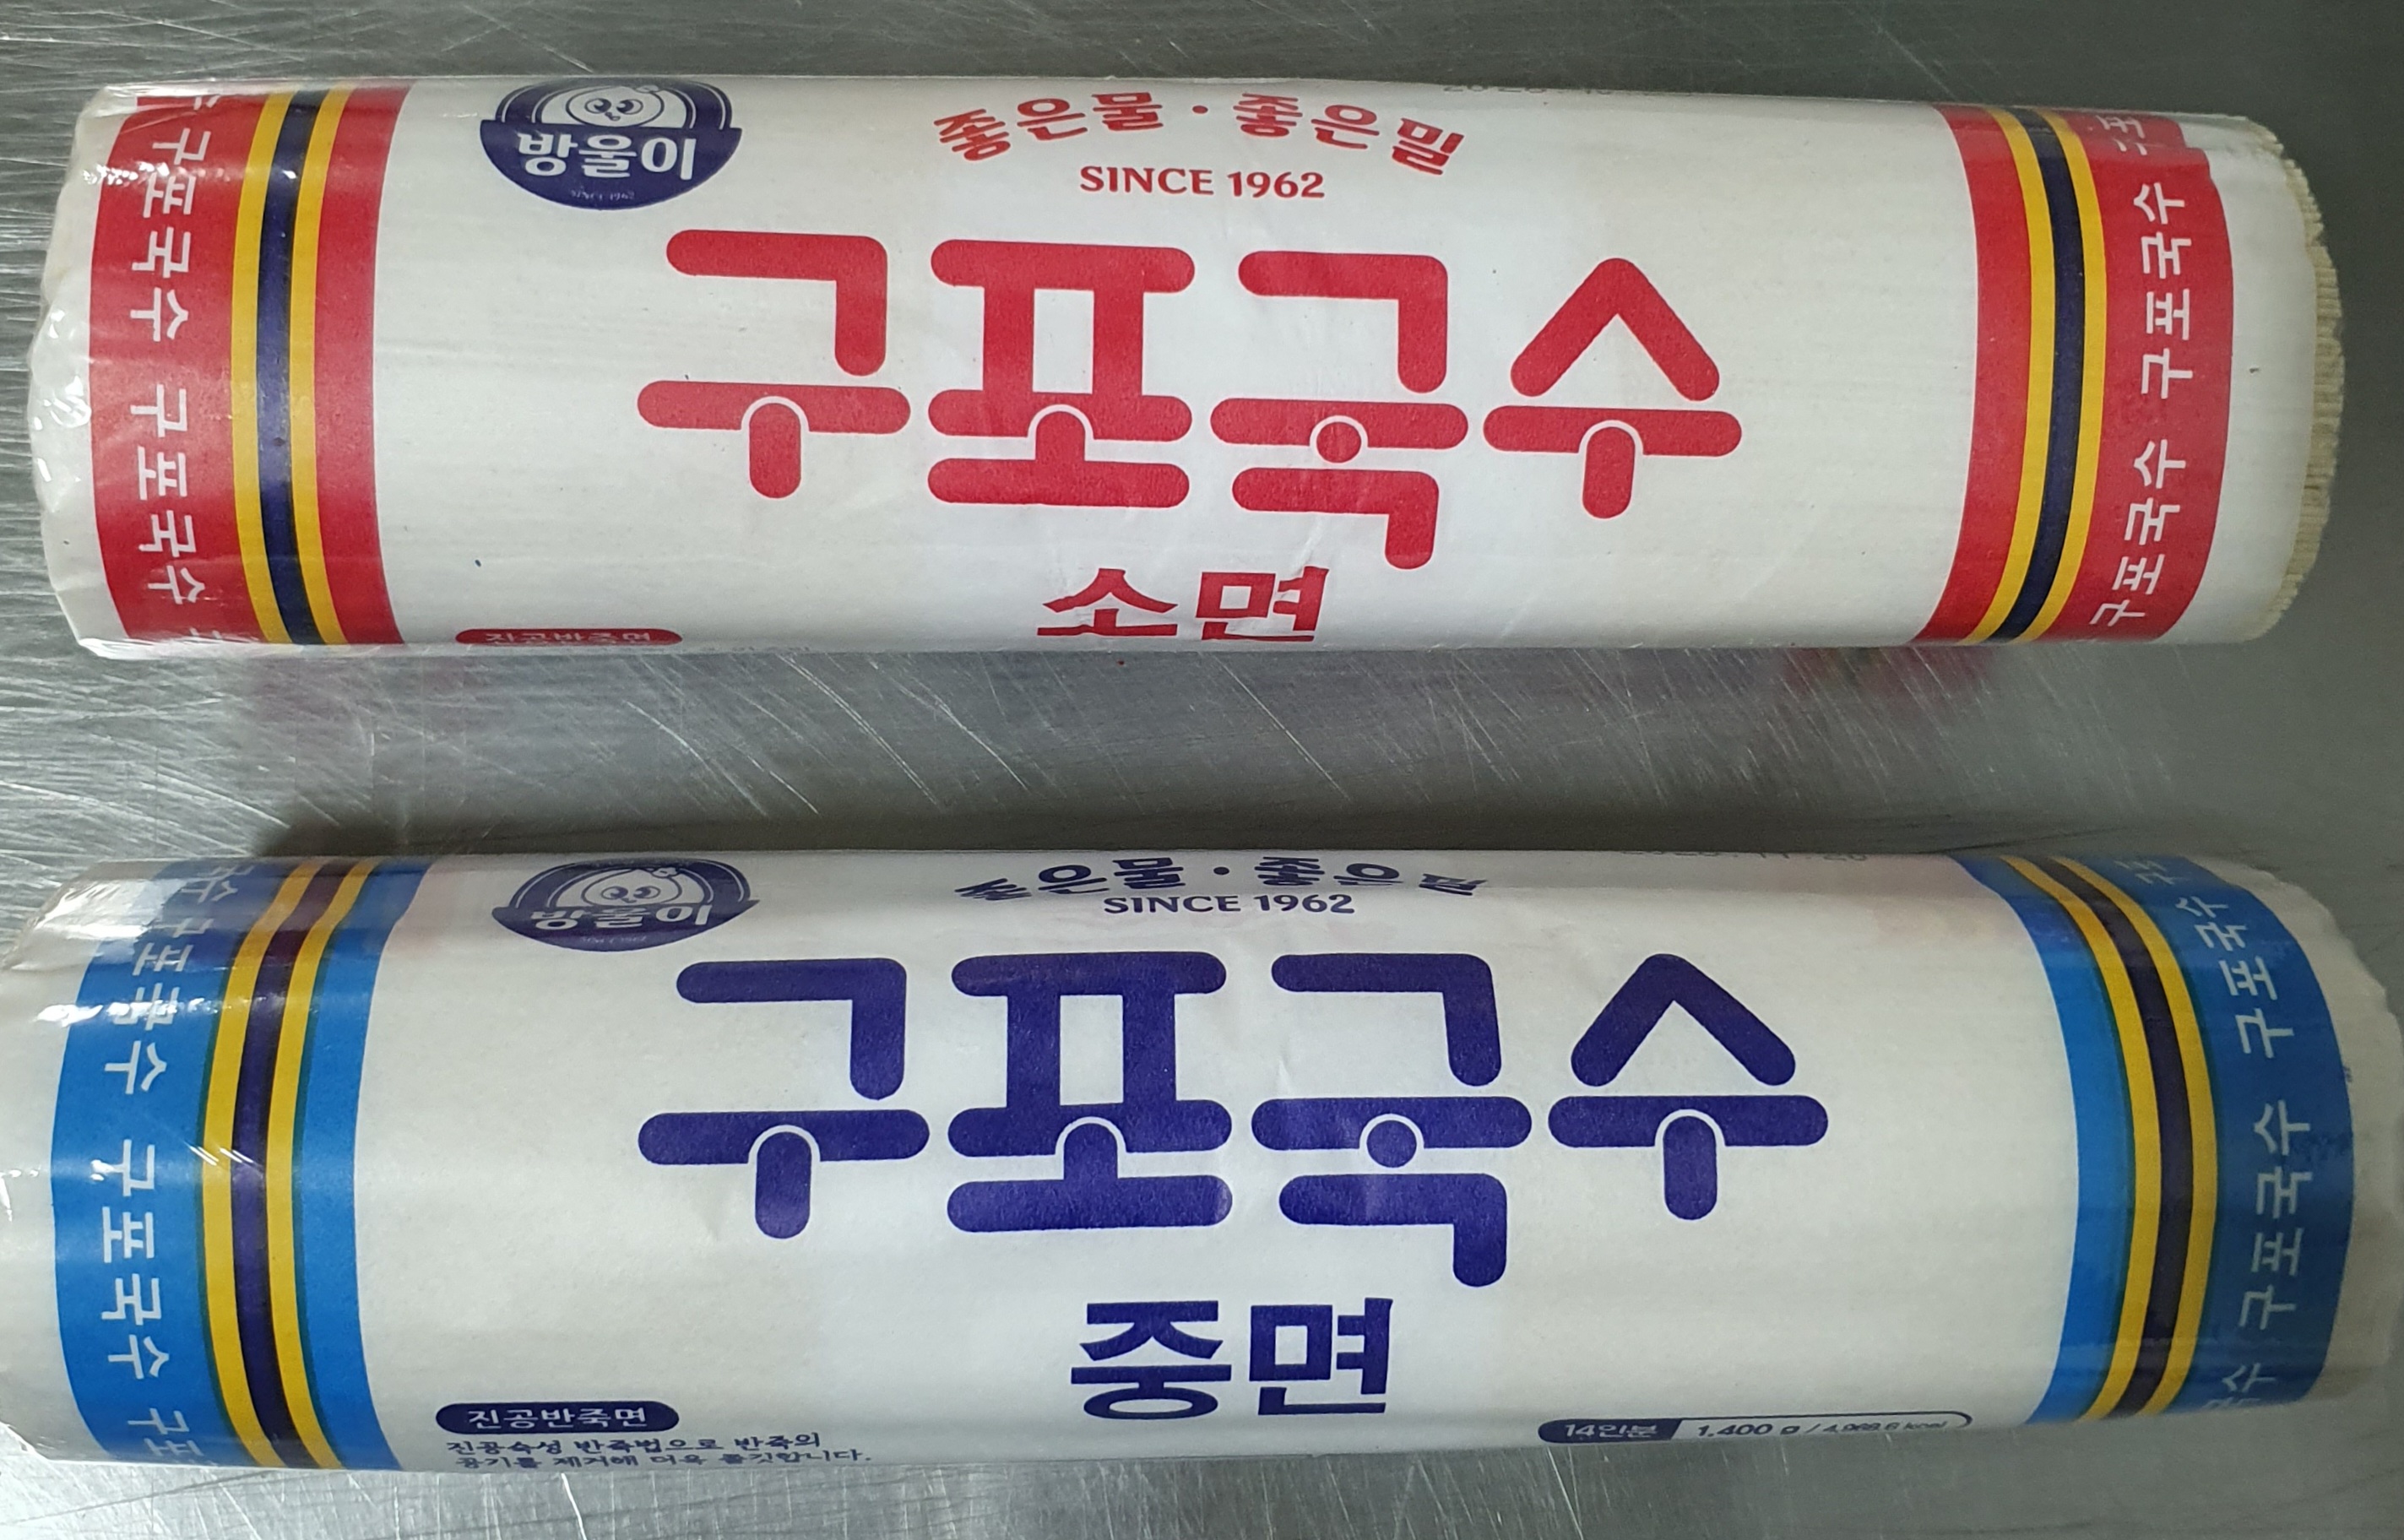 방울이
SINCE 1962
좋은물·좋은밀
SINCE 1962
구포국수
소면
진공반죽면
구포국수 구포국수
구포국수 구포국수
방울이
좋은물·좋은밀
SINCE 1962
구포국수
중면
진공반죽면
진공숙성 반죽법으로 반죽의
공기를 제거해 더욱 쫄깃합니다.
14인분 1,400 g /
구포국수 구포국수
구포국수 구포국수